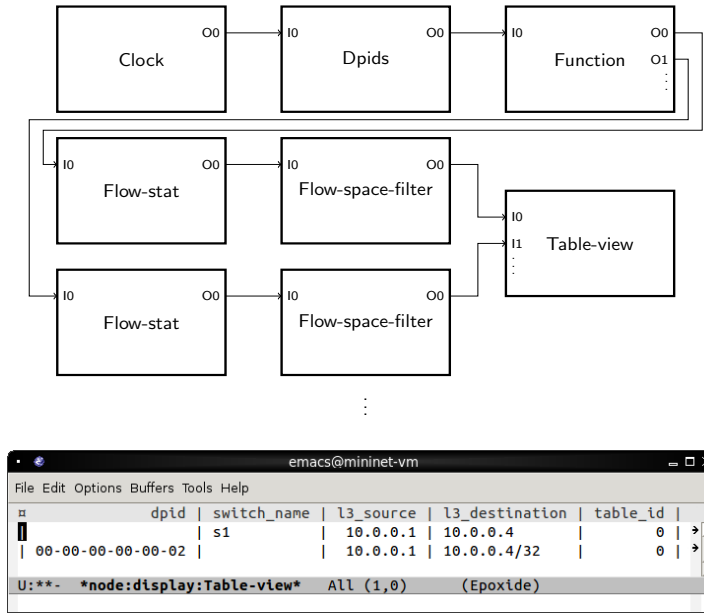 O0 I0 O0 I0 O0
Clock Dpids Function O1
⋮
I0 O0 I0 O0
Flow-stat Flow-space-filter
I0
I1 Table-view
⋮
I0 O0 I0 O0
Flow-stat Flow-space-filter
⋮
emacs@mininet-vm
File Edit Options Buffers Tools Help
¤ dpid | switch_name | l3_source | l3_destination | table_id |
| | s1 | 10.0.0.1 | 10.0.0.4 | 0 |
| 00-00-00-00-00-02 | | 10.0.0.1 | 10.0.0.4/32 | 0 |
U:**- *node:display:Table-view* All (1,0) (Epoxide)